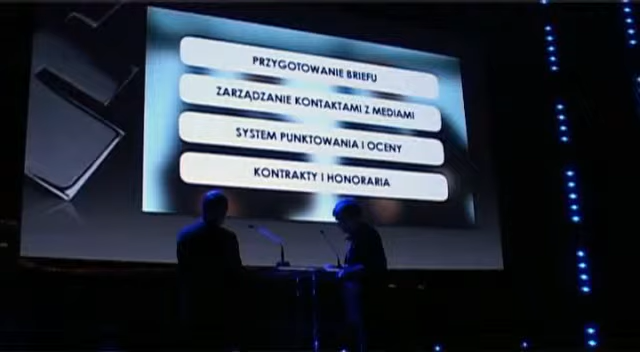 PRZYGOTOWANIE BRIEFU
ZARZĄDZANIE KONTAKTAMI Z MEDIAMI
SYSTEM PUNKTOWANIA I OCENY
KONTRAKTY I HONORARIA